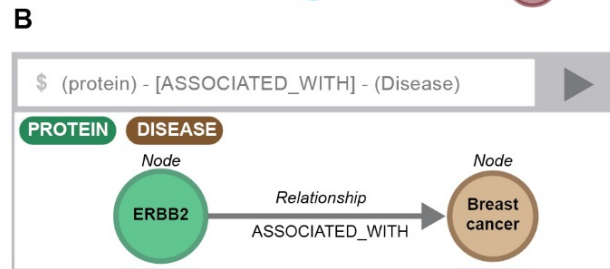 B
$ (protein) - [ASSOCIATED_WITH] - (Disease)
PROTEIN DISEASE
Node Node
Relationship
ERBB2
ASSOCIATED_WITH
Breast
cancer